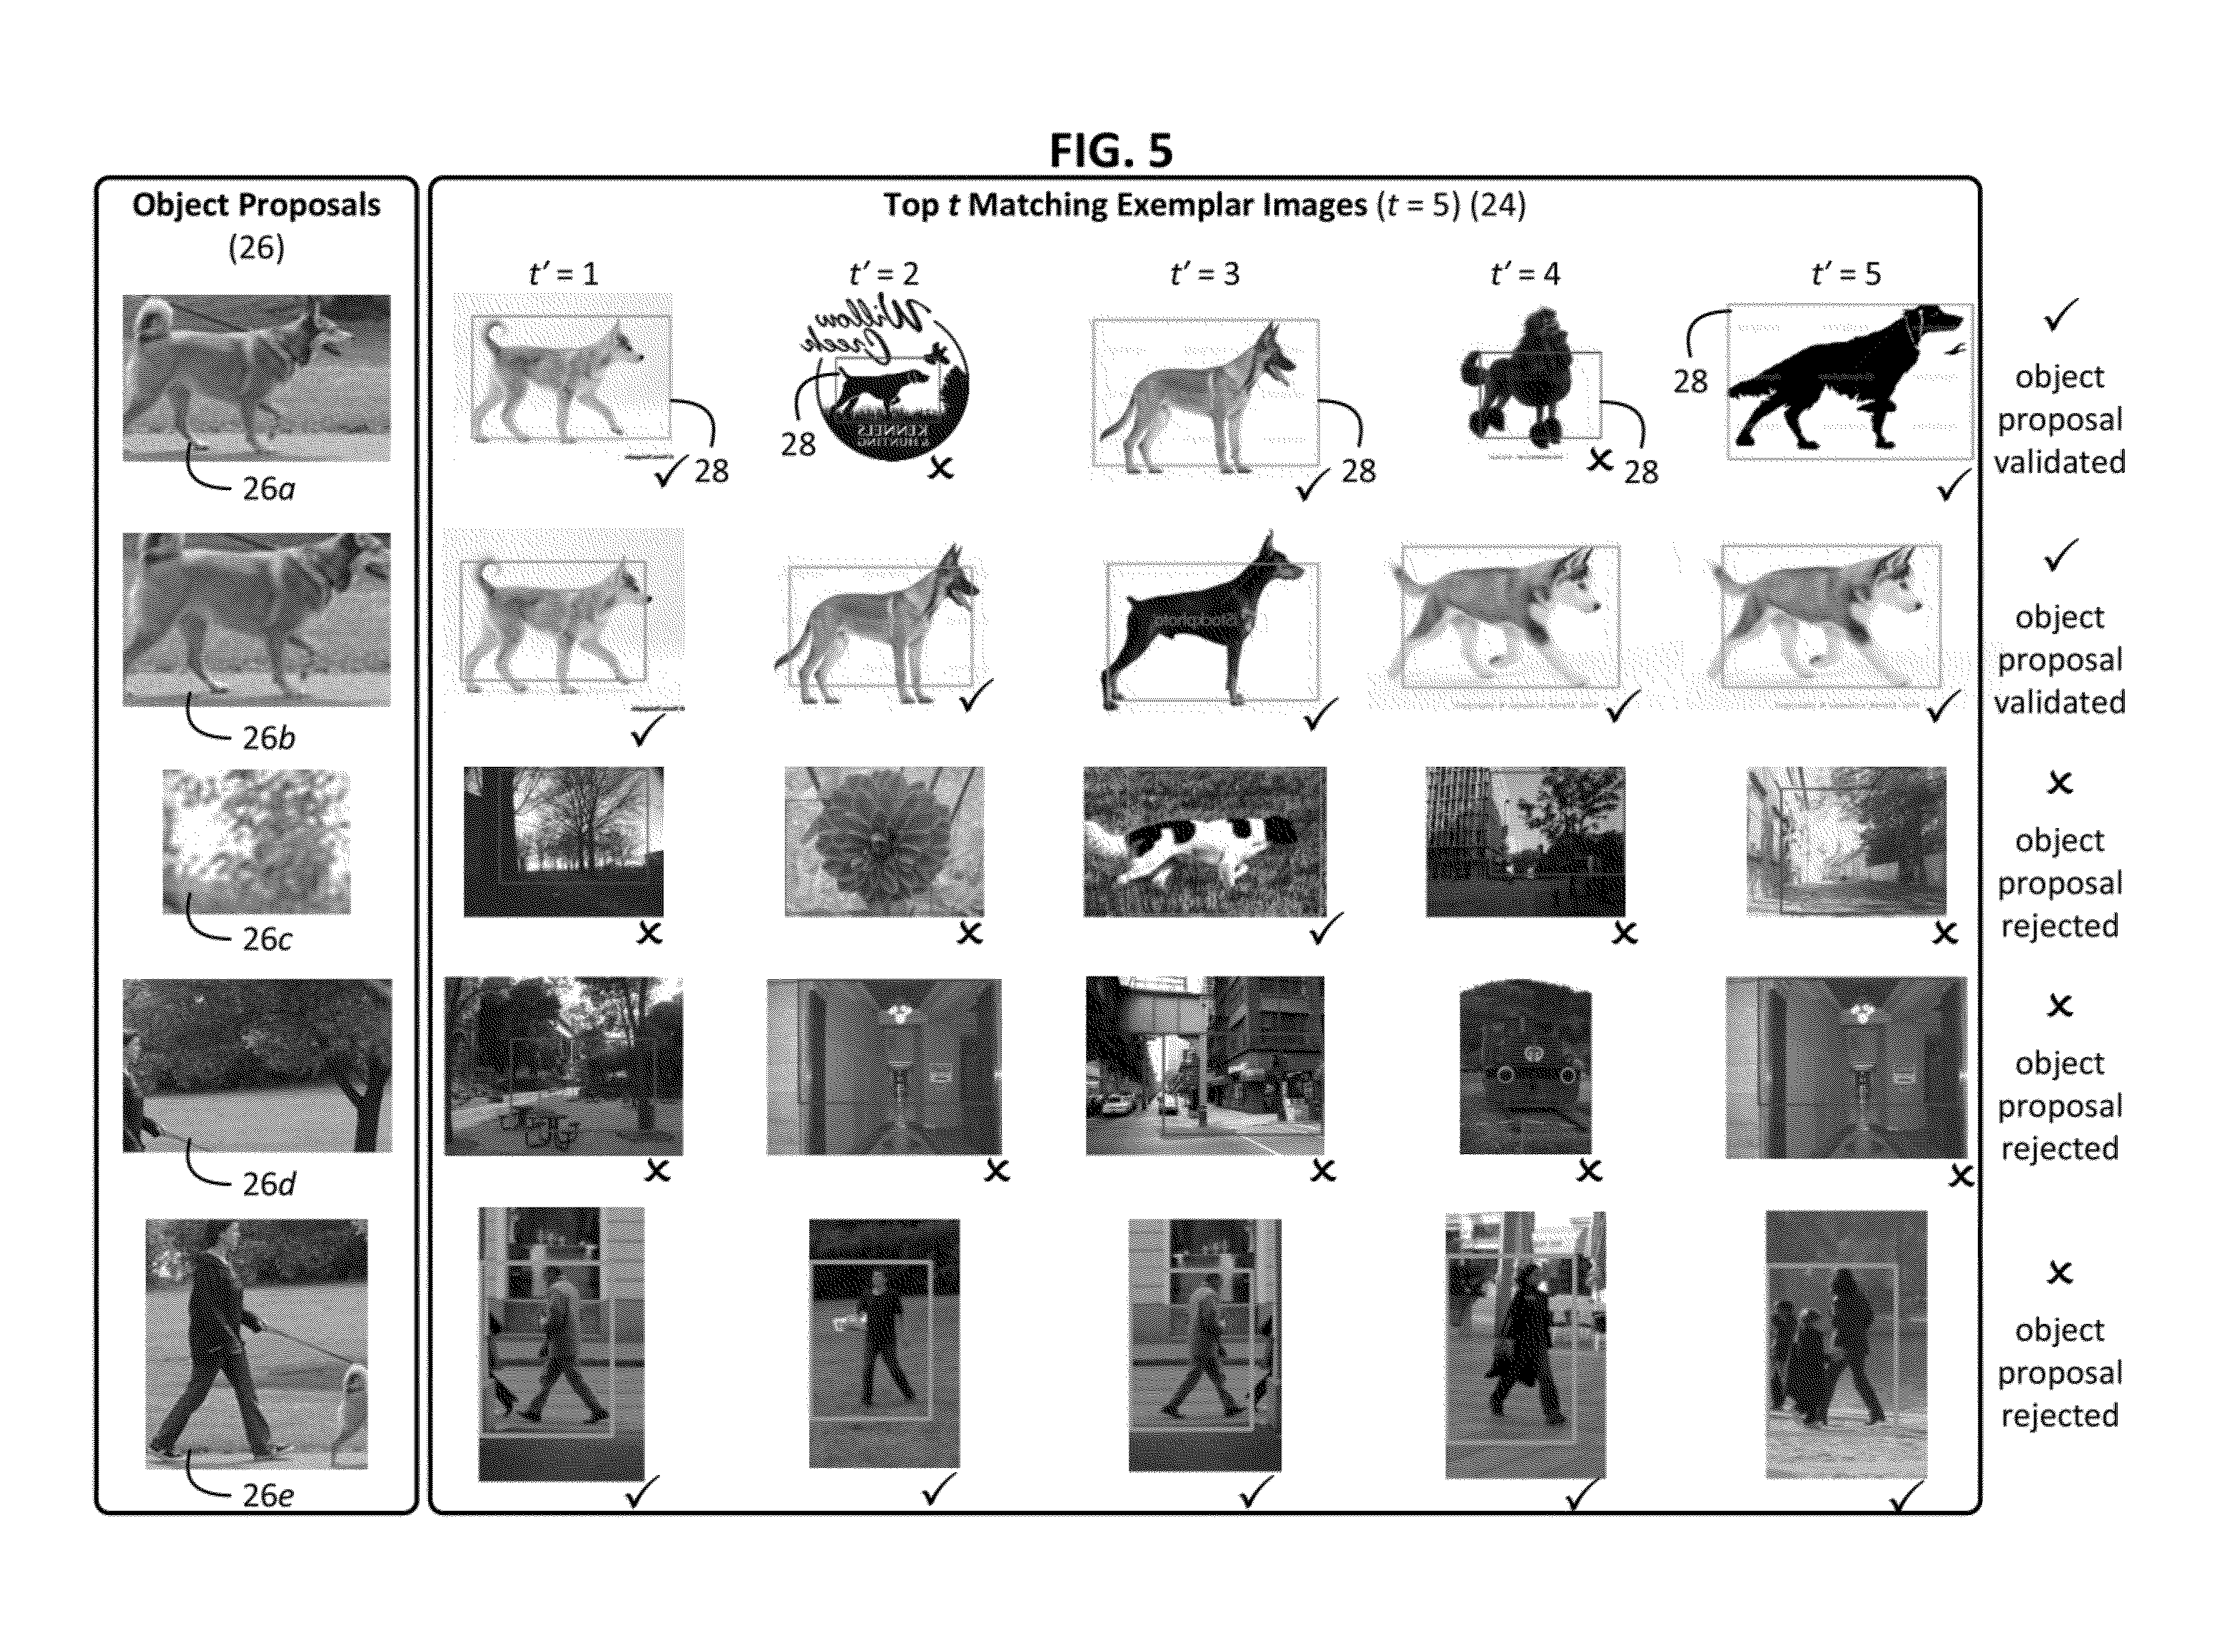 FIG. 5
Object Proposals
(26)
Top t Matching Exemplar Images (t = 5) (24)
t′ = 1
t′ = 2
t′ = 3
t′ = 4
t′ = 5
Willow
Creek
KENNELS
& HUNTING
28
28
28
28
28
26a
✓
object
proposal
validated
26b
iStockphoto
✓
object
proposal
validated
26c
✗
object
proposal
rejected
26d
✗
object
proposal
rejected
26e
✗
object
proposal
rejected